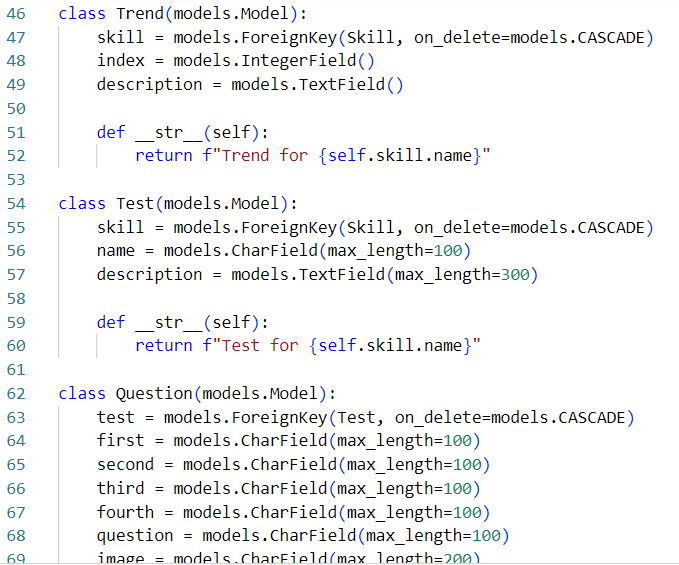 46 class Trend(models.Model):
47 skill = models.ForeignKey(Skill, on_delete=models.CASCADE)
48 index = models.IntegerField()
49 description = models.TextField()
50
51 def __str__(self):
52 return f"Trend for {self.skill.name}"
53
54 class Test(models.Model):
55 skill = models.ForeignKey(Skill, on_delete=models.CASCADE)
56 name = models.CharField(max_length=100)
57 description = models.TextField(max_length=300)
58
59 def __str__(self):
60 return f"Test for {self.skill.name}"
61
62 class Question(models.Model):
63 test = models.ForeignKey(Test, on_delete=models.CASCADE)
64 first = models.CharField(max_length=100)
65 second = models.CharField(max_length=100)
66 third = models.CharField(max_length=100)
67 fourth = models.CharField(max_length=100)
68 question = models.CharField(max_length=100)
69 image = models.CharField(max_length=200)